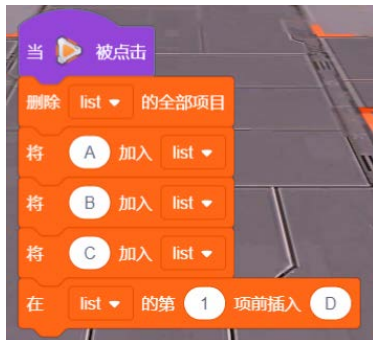 当 被点击
删除 list 的全部项目
将 A 加入 list
将 B 加入 list
将 C 加入 list
在 list 的第 1 项前插入 D